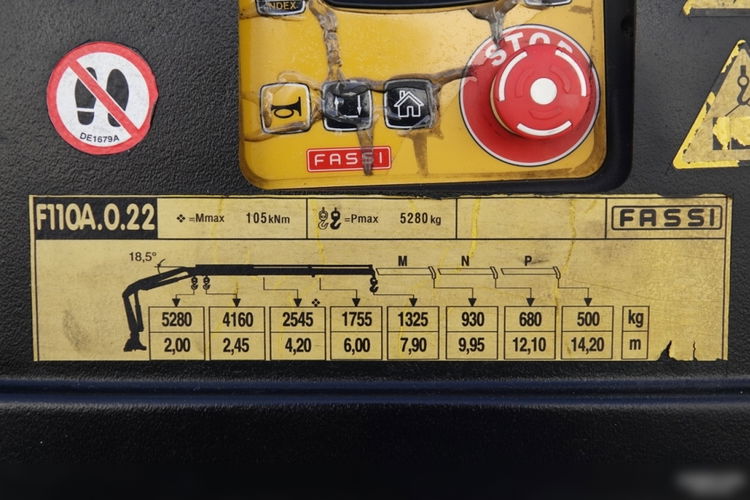 INDEX
STOP
DE1679A
FASSI
F110A.0.22 ❖ =Mmax 105kNm =Pmax 5280 kg FASSI
18,5°
M N P
5280 4160 2545 1755 1325 930 680 500 kg
2,00 2,45 4,20 6,00 7,90 9,95 12,10 14,20 m